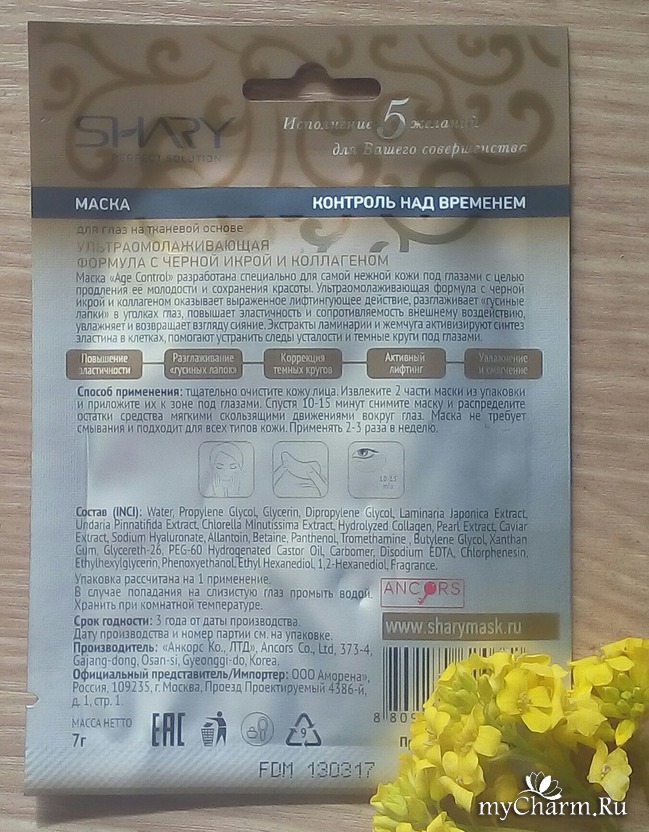 SHARY
PERFECT SOLUTION
Исполнение 5 желаний
для Вашего совершенства
МАСКА КОНТРОЛЬ НАД ВРЕМЕНЕМ
для глаз на тканевой основе
УЛЬТРАОМОЛАЖИВАЮЩАЯ
ФОРМУЛА С ЧЕРНОЙ ИКРОЙ И КОЛЛАГЕНОМ
Маска «Age Control» разработана специально для самой нежной кожи под глазами с целью
продления ее молодости и сохранения красоты. Ультраомолаживающая формула с черной
икрой и коллагеном оказывает выраженное лифтингующее действие, разглаживает «гусиные
лапки» в уголках глаз, повышает эластичность и сопротивляемость внешнему воздействию,
увлажняет и возвращает взгляду сияние. Экстракты ламинарии и жемчуга активизируют синтез
эластина в клетках, помогают устранить следы усталости и темные круги под глазами.
Повышение
эластичности
Разглаживание
«гусиных лапок»
Коррекция
темных кругов
Активный
лифтинг
Увлажнение
и смягчение
Способ применения: тщательно очистите кожу лица. Извлеките 2 части маски из упаковки
и приложите их к зоне под глазами. Спустя 10-15 минут снимите маску и распределите
остатки средства мягкими скользящими движениями вокруг глаз. Маска не требует
смывания и подходит для всех типов кожи. Применять 2-3 раза в неделю.
10-15
min
Состав (INCI): Water, Propylene Glycol, Glycerin, Dipropylene Glycol, Laminaria Japonica Extract,
Undaria Pinnatifida Extract, Chlorella Minutissima Extract, Hydrolyzed Collagen, Pearl Extract, Caviar
Extract, Sodium Hyaluronate, Allantoin, Betaine, Panthenol, Tromethamine , Butylene Glycol, Xanthan
Gum, Glycereth-26, PEG-60 Hydrogenated Castor Oil, Carbomer, Disodium EDTA, Chlorphenesin,
Ethylhexylglycerin, Phenoxyethanol, Ethyl Hexanediol, 1,2-Hexanediol, Fragrance.
Упаковка рассчитана на 1 применение.
В случае попадания на слизистую глаз промыть водой.
Хранить при комнатной температуре.
ANCORS
Срок годности: 3 года от даты производства.
Дату производства и номер партии см. на упаковке.
www.sharymask.ru
Производитель: «Анкорс Ко., ЛТД», Ancors Co., Ltd, 373-4,
Gajang-dong, Osan-si, Gyeonggi-do, Korea.
Официальный представитель/Импортер: ООО Аморена»,
Россия, 109235, г. Москва, Проезд Проектируемый 4386-й,
д. 1, стр. 1.
МАССА НЕТТО
7г
EAC
9
8 809
FDM 130317
myCharm.Ru